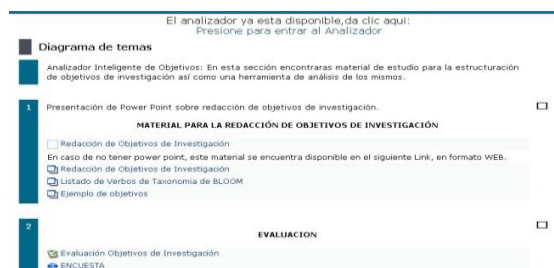 El analizador ya esta disponible,da clic aqui:
Presione para entrar al Analizador
Diagrama de temas
Analizador Inteligente de Objetivos: En esta sección encontraras material de estudio para la estructuración
de objetivos de investigación así como una herramienta de análisis de los mismos.
1 Presentación de Power Point sobre redacción de objetivos de investigación.
MATERIAL PARA LA REDACCIÓN DE OBJETIVOS DE INVESTIGACIÓN
Redacción de Objetivos de Investigación
En caso de no tener power point, este material se encuentra disponible en el siguiente Link, en formato WEB.
Redacción de Objetivos de Investigación
Listado de Verbos de Taxonomia de BLOOM
Ejemplo de objetivos
2
EVALUACION
Evaluación Objetivos de Investigación
ENCUESTA